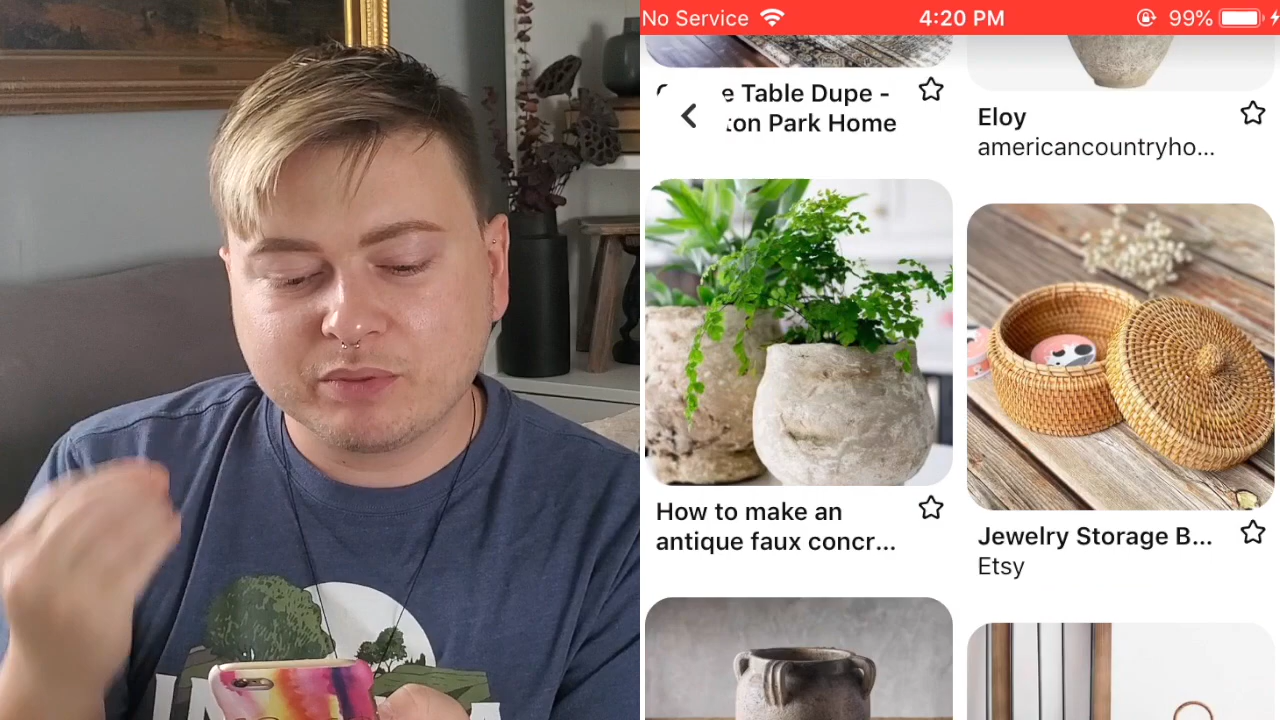 No Service
4:20 PM
99%
e Table Dupe -
ton Park Home
Eloy
americancountryho...
How to make an
antique faux concr...
Jewelry Storage B...
Etsy